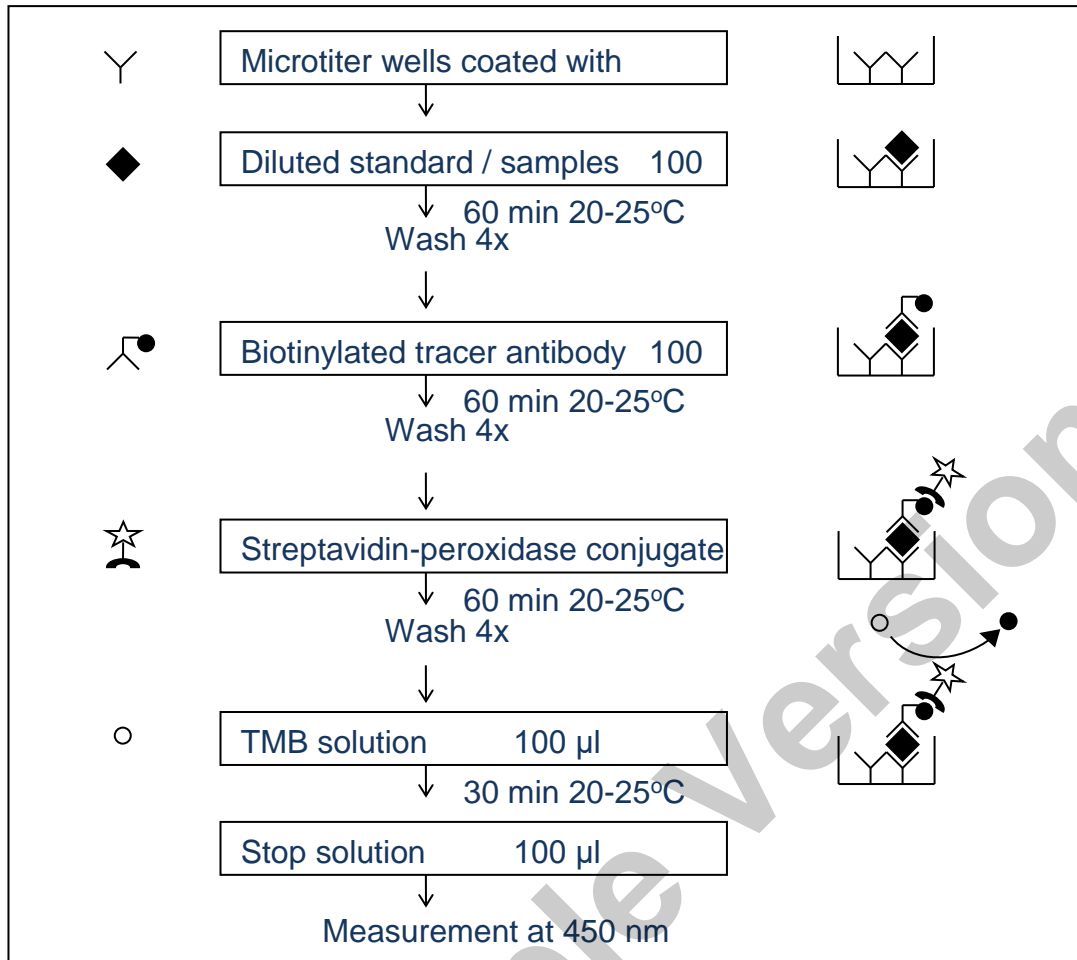 Microtiter wells coated with
Diluted standard / samples 100
60 min 20-25°C
Wash 4x
Biotinylated tracer antibody 100
60 min 20-25°C
Wash 4x
Streptavidin-peroxidase conjugate
60 min 20-25°C
Wash 4x
TMB solution 100 µl
30 min 20-25°C
Stop solution 100 µl
Measurement at 450 nm
ple Version